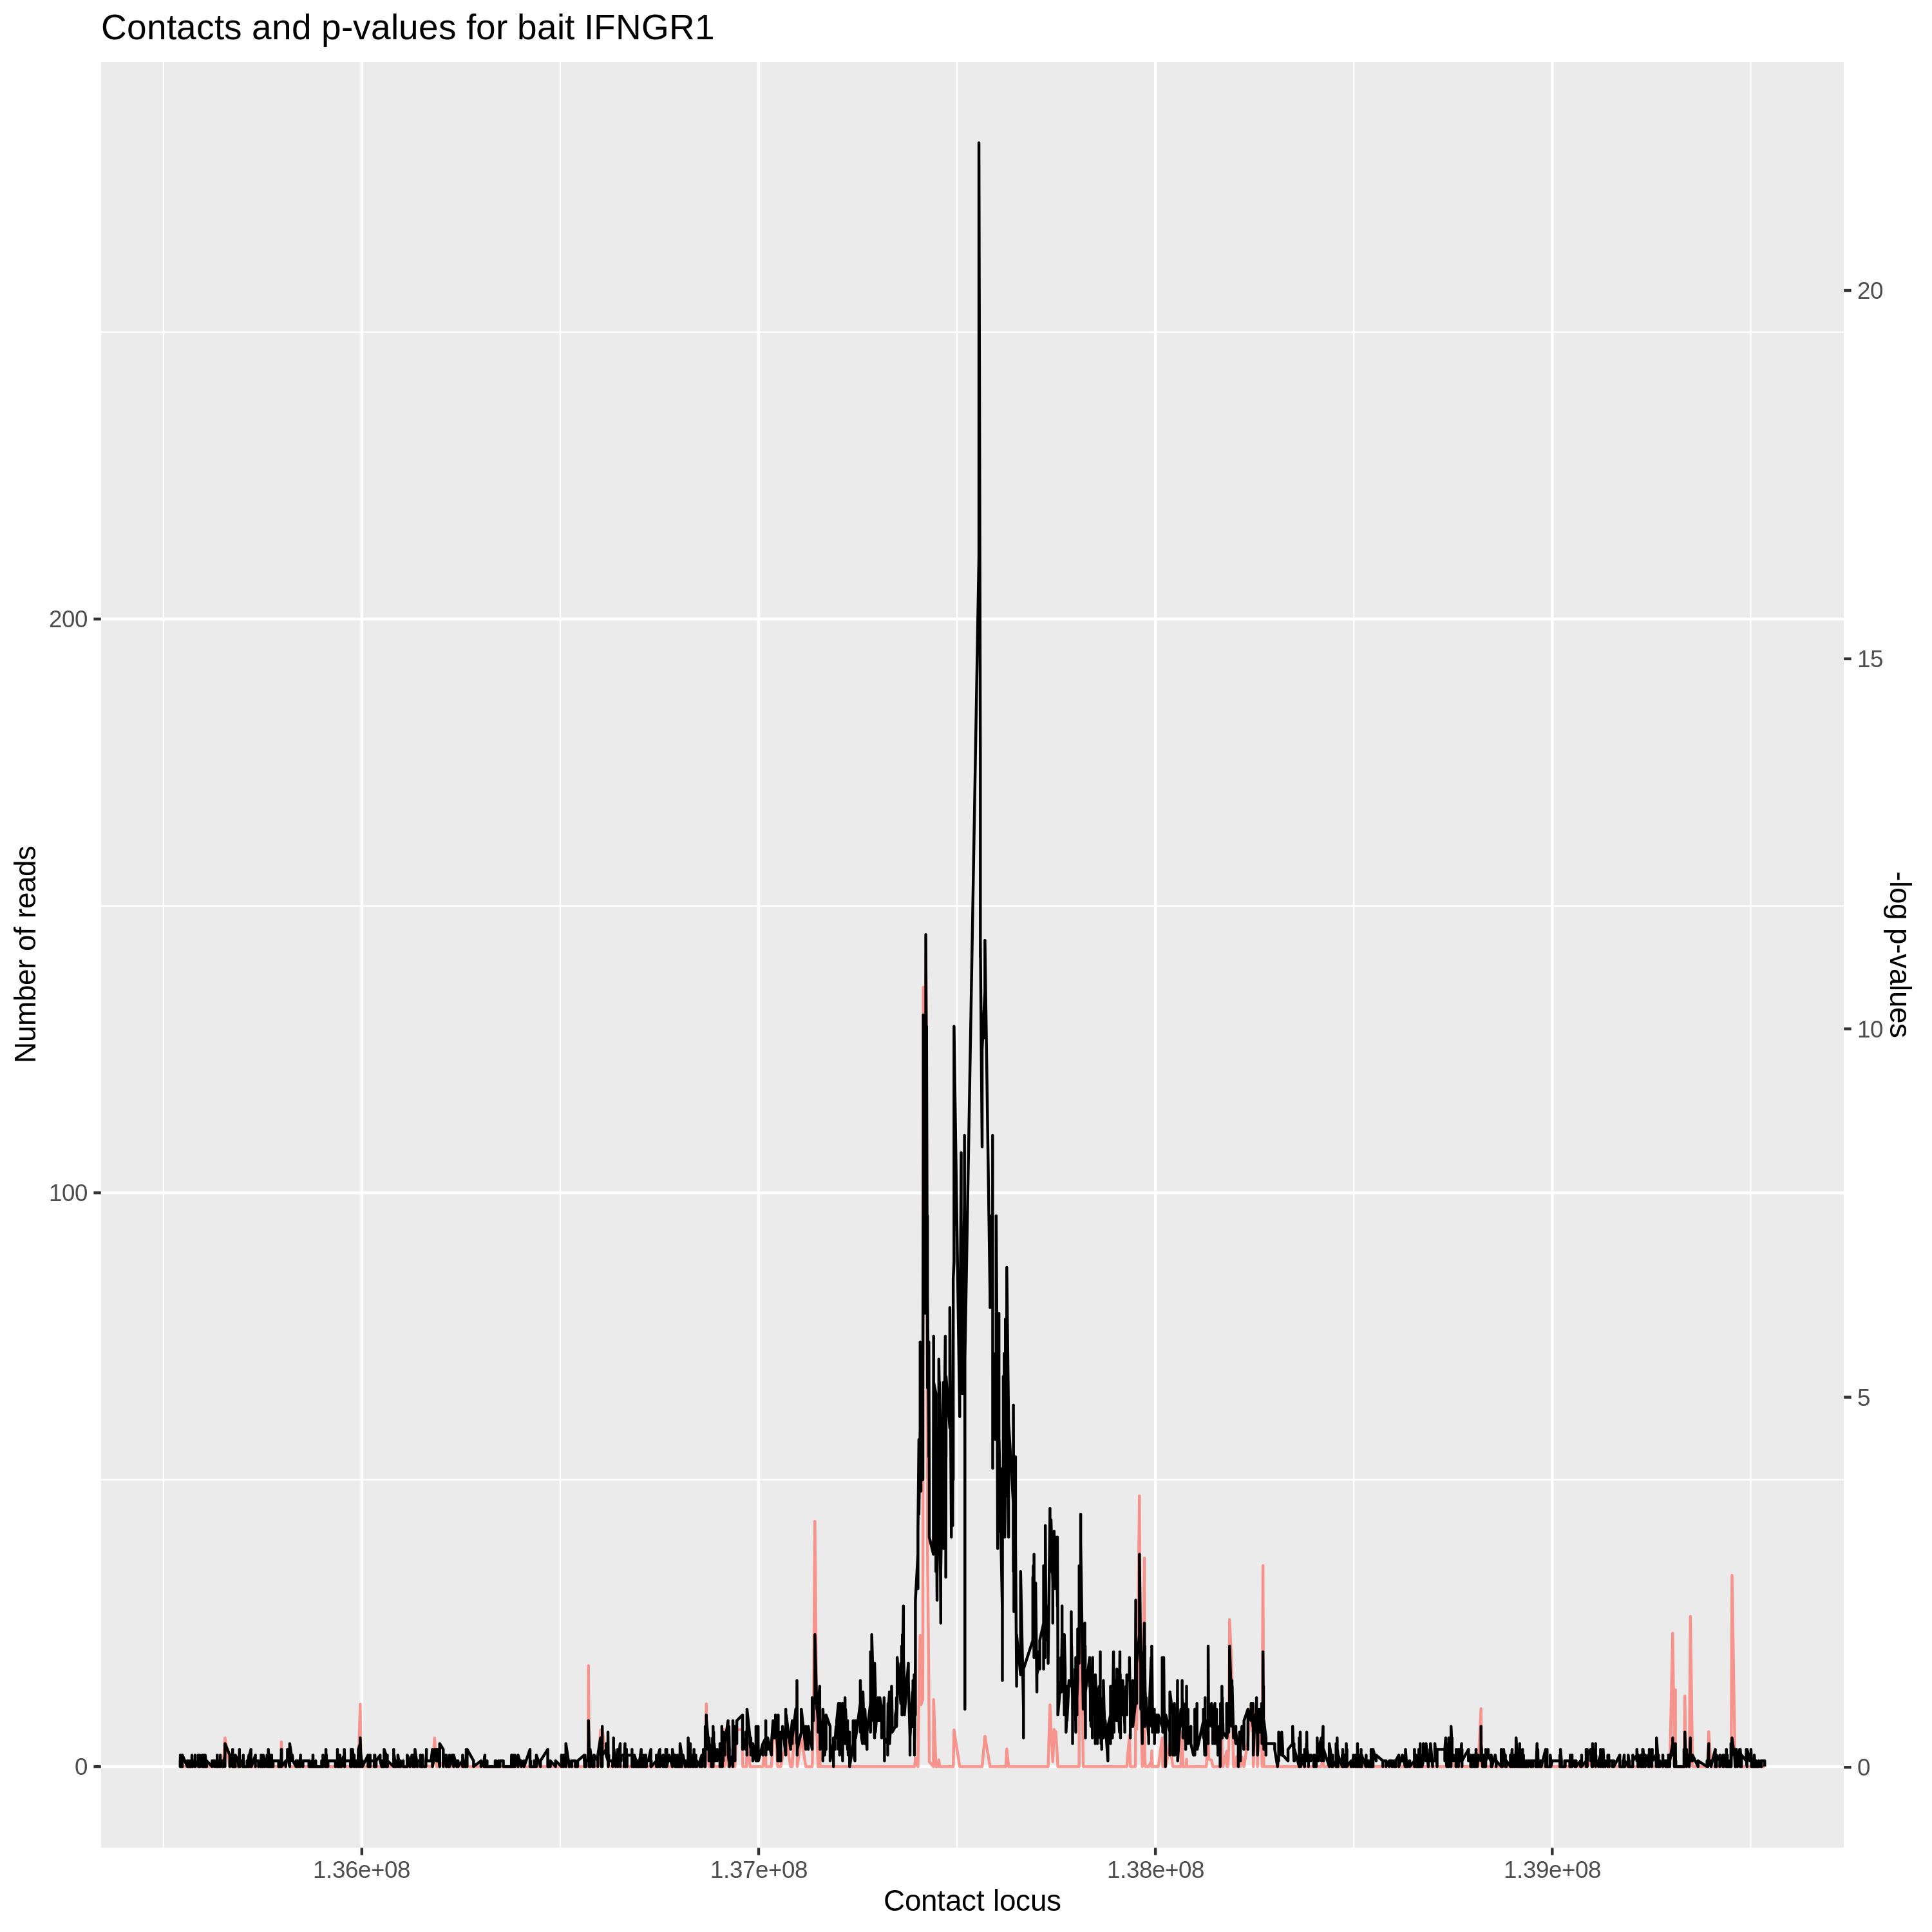 Contacts and p-values for bait IFNGR1
Number of reads
200
100
0
20
15
10
5
0
-log p-values
1.36e+08
1.37e+08
1.38e+08
1.39e+08
Contact locus